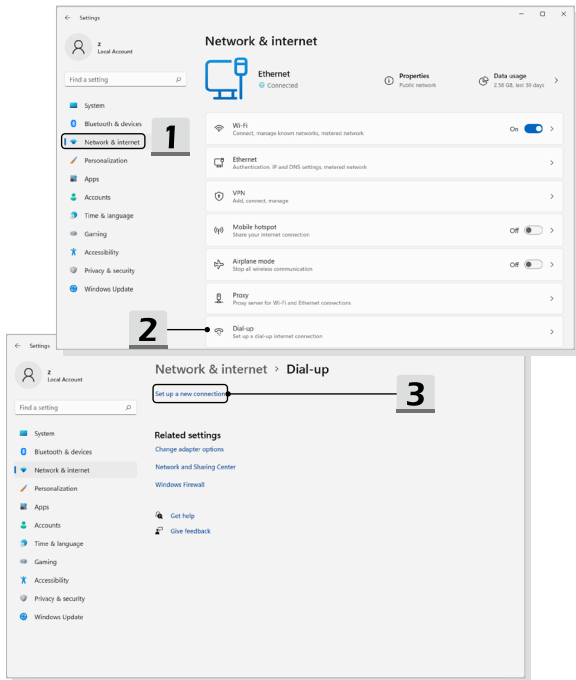 Settings
z
Local Account
Find a setting
System
Bluetooth & devices
Network & internet
Personalization
Apps
Accounts
Time & language
Gaming
Accessibility
Privacy & security
Windows Update
Network & internet
Ethernet
Connected
Properties
Public network
Data usage
2.58 GB, last 30 days
Wi-Fi
Connect, manage known networks, metered network
On
Ethernet
Authentication, IP and DNS settings, metered network
VPN
Add, connect, manage
Mobile hotspot
Share your internet connection
Off
Airplane mode
Stop all wireless communication
Off
Proxy
Proxy server for Wi-Fi and Ethernet connections
Dial-up
Set up a dial-up internet connection
1
2
Settings
z
Local Account
Find a setting
System
Bluetooth & devices
Network & internet
Personalization
Apps
Accounts
Time & language
Gaming
Accessibility
Privacy & security
Windows Update
Network & internet > Dial-up
Set up a new connection
3
Related settings
Change adapter options
Network and Sharing Center
Windows Firewall
Get help
Give feedback